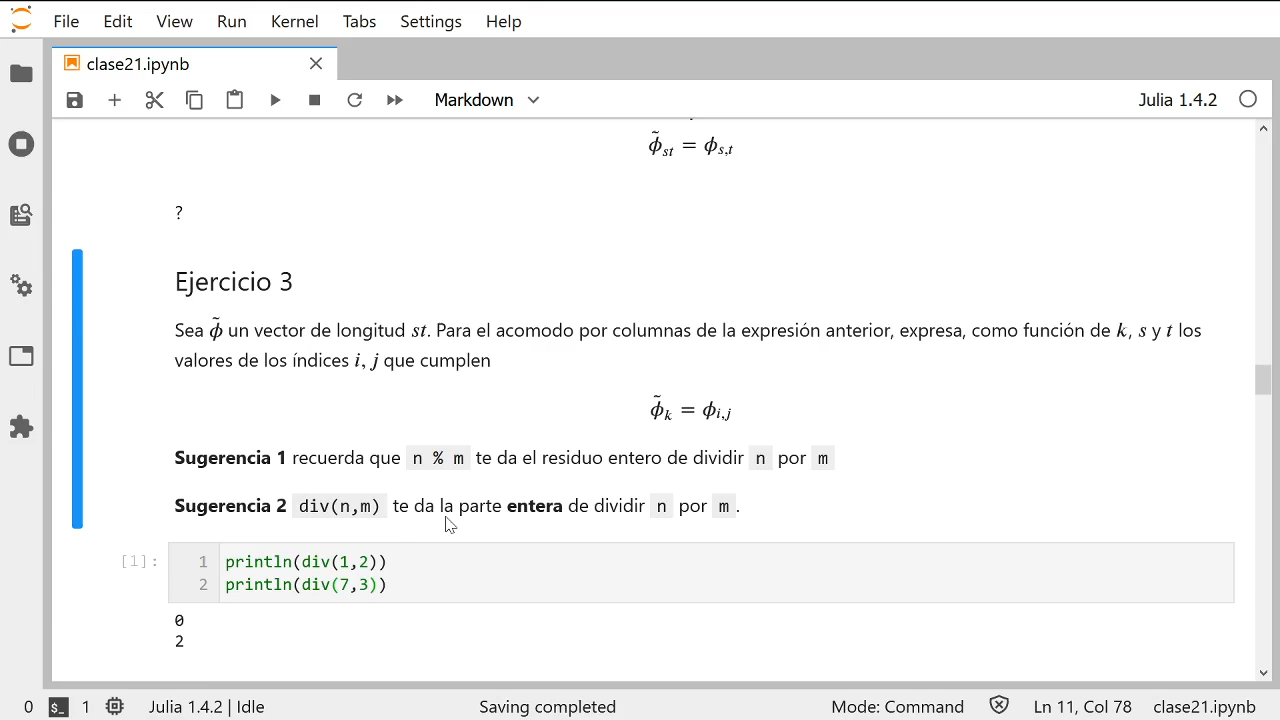 File Edit View Run Kernel Tabs Settings Help
clase21.ipynb
Markdown
Julia 1.4.2
ϕ̃ₛₜ = ϕₛ,ₜ
?
Ejercicio 3
Sea ϕ̃ un vector de longitud st. Para el acomodo por columnas de la expresión anterior, expresa, como función de k, s y t los
valores de los índices i, j que cumplen
ϕ̃ₖ = ϕᵢ,ⱼ
Sugerencia 1 recuerda que n % m te da el residuo entero de dividir n por m
Sugerencia 2 div(n,m) te da la parte entera de dividir n por m.
[1]:
1 println(div(1,2))
2 println(div(7,3))
0
2
0 $_ 1 Julia 1.4.2 | Idle Saving completed Mode: Command Ln 11, Col 78 clase21.ipynb